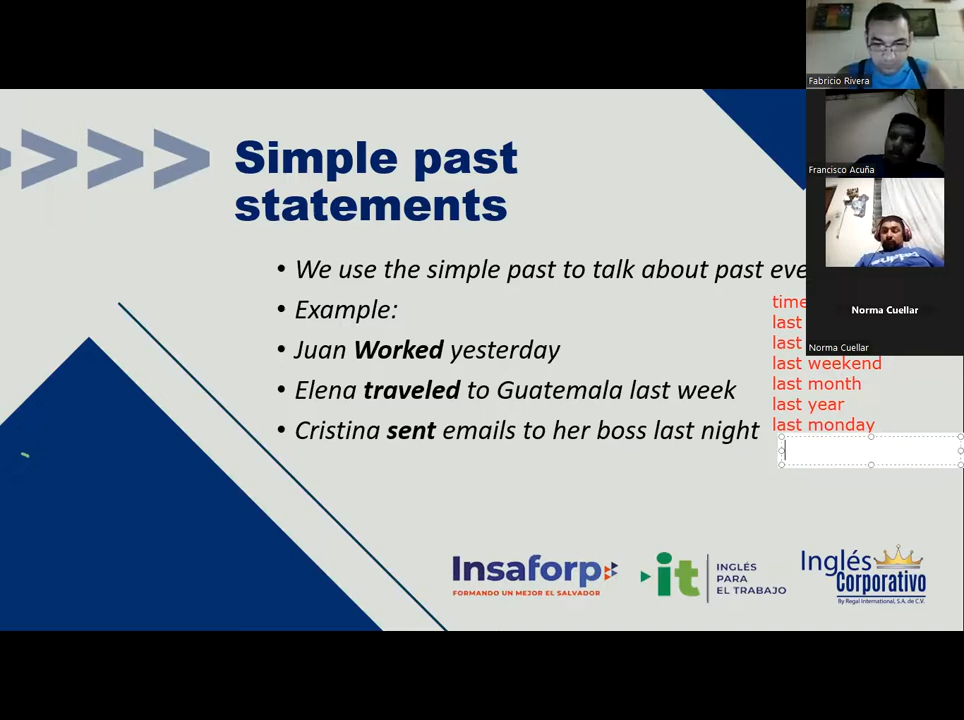 Fabricio Rivera
Francisco Acuña
Norma Cuellar
Norma Cuellar
Simple past
statements
• We use the simple past to talk about past eve
• Example:
• Juan Worked yesterday
• Elena traveled to Guatemala last week
• Cristina sent emails to her boss last night
time
last
last
last weekend
last month
last year
last monday
Insaforp
FORMANDO UN MEJOR EL SALVADOR
it
INGLÉS
PARA
EL TRABAJO
Inglés
Corporativo
By Regal International, S.A. de C.V.